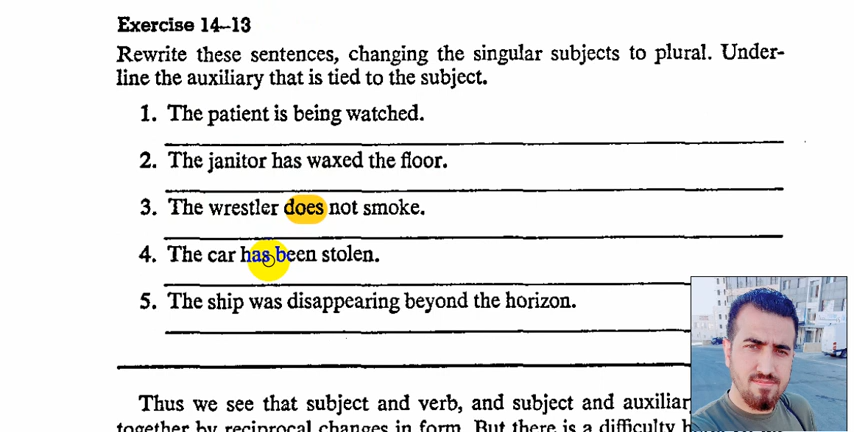 Exercise 14–13
Rewrite these sentences, changing the singular subjects to plural. Under-
line the auxiliary that is tied to the subject.
1. The patient is being watched.
2. The janitor has waxed the floor.
3. The wrestler does not smoke.
4. The car has been stolen.
5. The ship was disappearing beyond the horizon.
Thus we see that subject and verb, and subject and auxiliar
together by reciprocal changes in form. But there is a difficulty